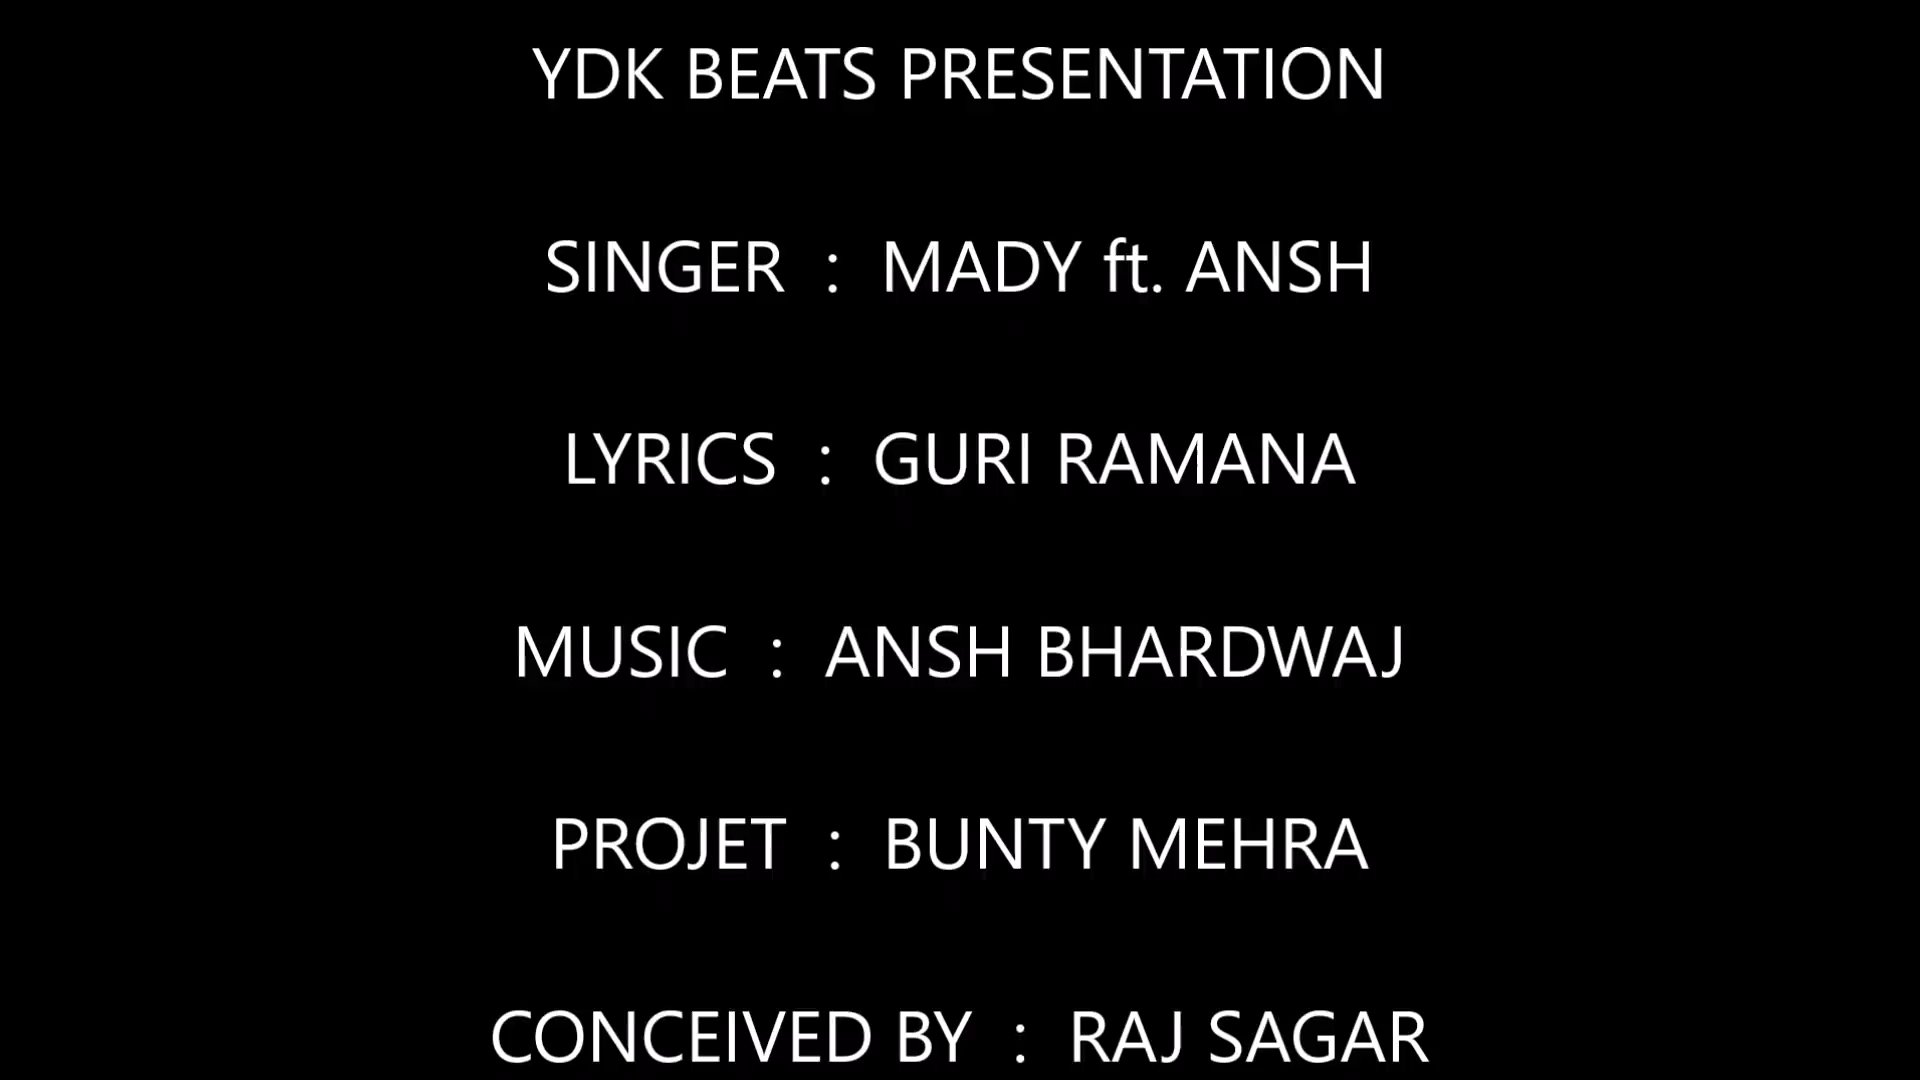 YDK BEATS PRESENTATION
SINGER : MADY ft. ANSH
LYRICS : GURI RAMANA
MUSIC : ANSH BHARDWAJ
PROJET : BUNTY MEHRA
CONCEIVED BY : RAJ SAGAR